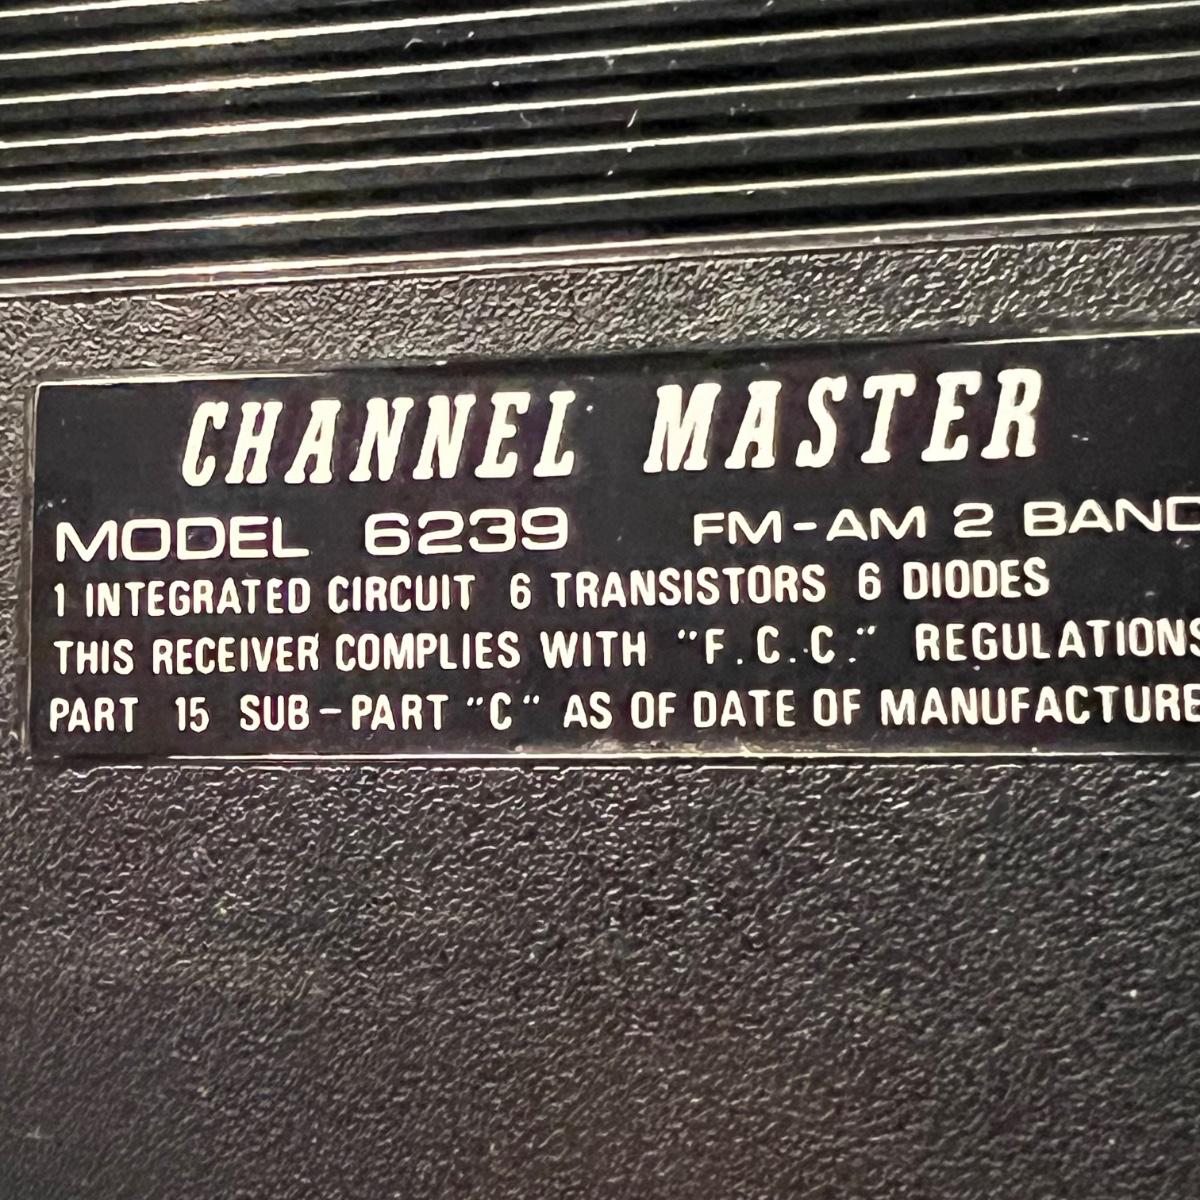 CHANNEL MASTER
MODEL 6239 FM-AM 2 BAND
1 INTEGRATED CIRCUIT 6 TRANSISTORS 6 DIODES
THIS RECEIVER COMPLIES WITH "F.C.C." REGULATIONS
PART 15 SUB-PART "C" AS OF DATE OF MANUFACTURE